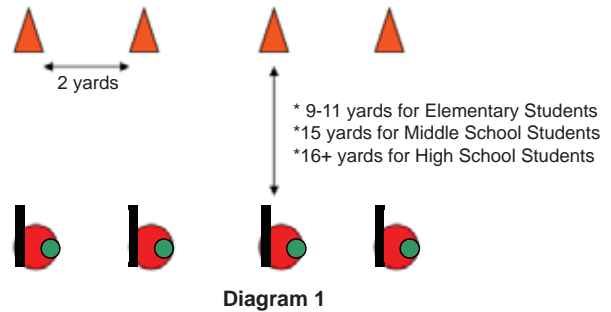 2 yards
* 9-11 yards for Elementary Students
*15 yards for Middle School Students
*16+ yards for High School Students
Diagram 1